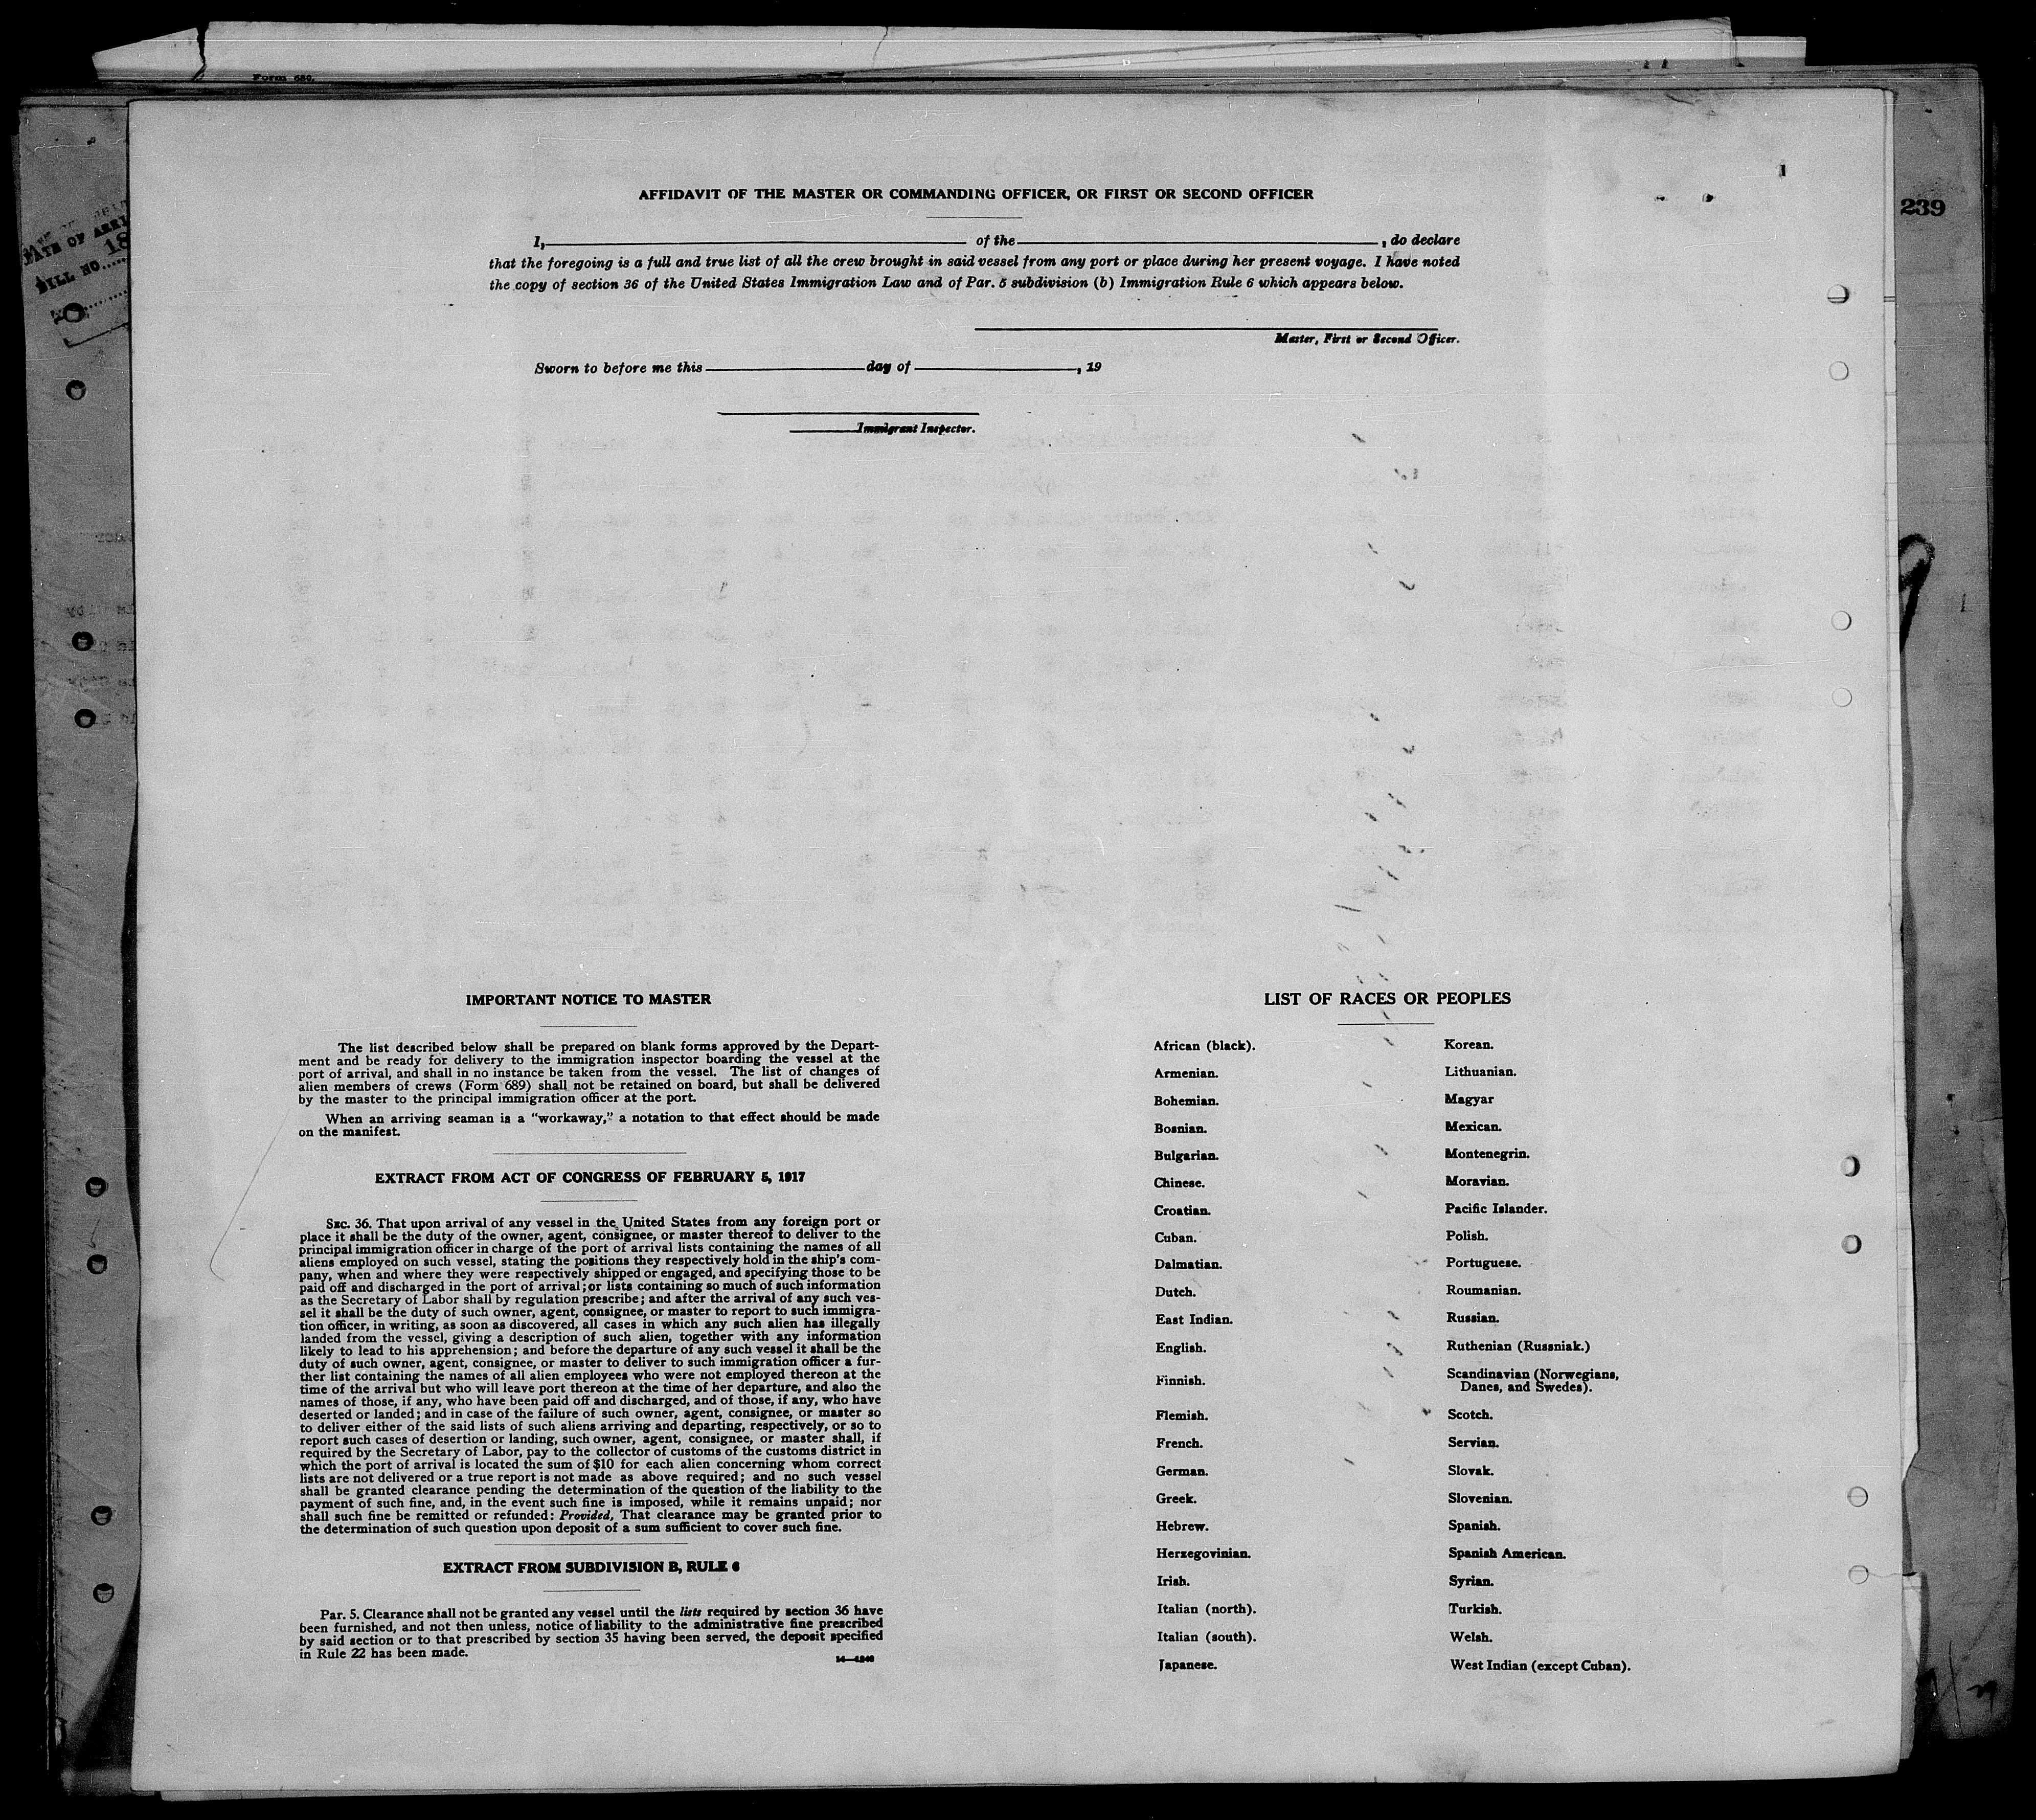 Form 680.
DATE OF ARRI
BILL NO.....
18
239
1
AFFIDAVIT OF THE MASTER OR COMMANDING OFFICER, OR FIRST OR SECOND OFFICER
I, of the , do declare
that the foregoing is a full and true list of all the crew brought in said vessel from any port or place during her present voyage. I have noted
the copy of section 36 of the United States Immigration Law and of Par. 5 subdivision (b) Immigration Rule 6 which appears below.
Master, First or Second Officer.
Sworn to before me this day of , 19
Immigrant Inspector.
IMPORTANT NOTICE TO MASTER
The list described below shall be prepared on blank forms approved by the Depart-
ment and be ready for delivery to the immigration inspector boarding the vessel at the
port of arrival, and shall in no instance be taken from the vessel. The list of changes of
alien members of crews (Form 689) shall not be retained on board, but shall be delivered
by the master to the principal immigration officer at the port.
When an arriving seaman is a "workaway," a notation to that effect should be made
on the manifest.
EXTRACT FROM ACT OF CONGRESS OF FEBRUARY 5, 1917
SEC. 36. That upon arrival of any vessel in the United States from any foreign port or
place it shall be the duty of the owner, agent, consignee, or master thereof to deliver to the
principal immigration officer in charge of the port of arrival lists containing the names of all
aliens employed on such vessel, stating the positions they respectively hold in the ship's com-
pany, when and where they were respectively shipped or engaged, and specifying those to be
paid off and discharged in the port of arrival; or lists containing so much of such information
as the Secretary of Labor shall by regulation prescribe; and after the arrival of any such ves-
sel it shall be the duty of such owner, agent, consignee, or master to report to such immigra-
tion officer, in writing, as soon as discovered, all cases in which any such alien has illegally
landed from the vessel, giving a description of such alien, together with any information
likely to lead to his apprehension; and before the departure of any such vessel it shall be the
duty of such owner, agent, consignee, or master to deliver to such immigration officer a fur-
ther list containing the names of all alien employees who were not employed thereon at the
time of the arrival but who will leave port thereon at the time of her departure, and also the
names of those, if any, who have been paid off and discharged, and of those, if any, who have
deserted or landed; and in case of the failure of such owner, agent, consignee, or master so
to deliver either of the said lists of such aliens arriving and departing, respectively, or so to
report such cases of desertion or landing, such owner, agent, consignee, or master shall, if
required by the Secretary of Labor, pay to the collector of customs of the customs district in
which the port of arrival is located the sum of $10 for each alien concerning whom correct
lists are not delivered or a true report is not made as above required; and no such vessel
shall be granted clearance pending the determination of the question of the liability to the
payment of such fine, and, in the event such fine is imposed, while it remains unpaid; nor
shall such fine be remitted or refunded: Provided, That clearance may be granted prior to
the determination of such question upon deposit of a sum sufficient to cover such fine.
EXTRACT FROM SUBDIVISION B, RULE 6
Par. 5. Clearance shall not be granted any vessel until the lists required by section 36 have
been furnished, and not then unless, notice of liability to the administrative fine prescribed
by said section or to that prescribed by section 35 having been served, the deposit specified
in Rule 22 has been made.
LIST OF RACES OR PEOPLES
African (black).
Armenian.
Bohemian.
Bosnian.
Bulgarian.
Chinese.
Croatian.
Cuban.
Dalmatian.
Dutch.
East Indian.
English.
Finnish.
Flemish.
French.
German.
Greek.
Hebrew.
Herzegovinian.
Irish.
Italian (north).
Italian (south).
Japanese.
Korean.
Lithuanian.
Magyar
Mexican.
Montenegrin.
Moravian.
Pacific Islander.
Polish.
Portuguese.
Roumanian.
Russian.
Ruthenian (Russniak.)
Scandinavian (Norwegians,
Danes, and Swedes).
Scotch.
Servian.
Slovak.
Slovenian.
Spanish.
Spanish American.
Syrian.
Turkish.
Welsh.
West Indian (except Cuban).